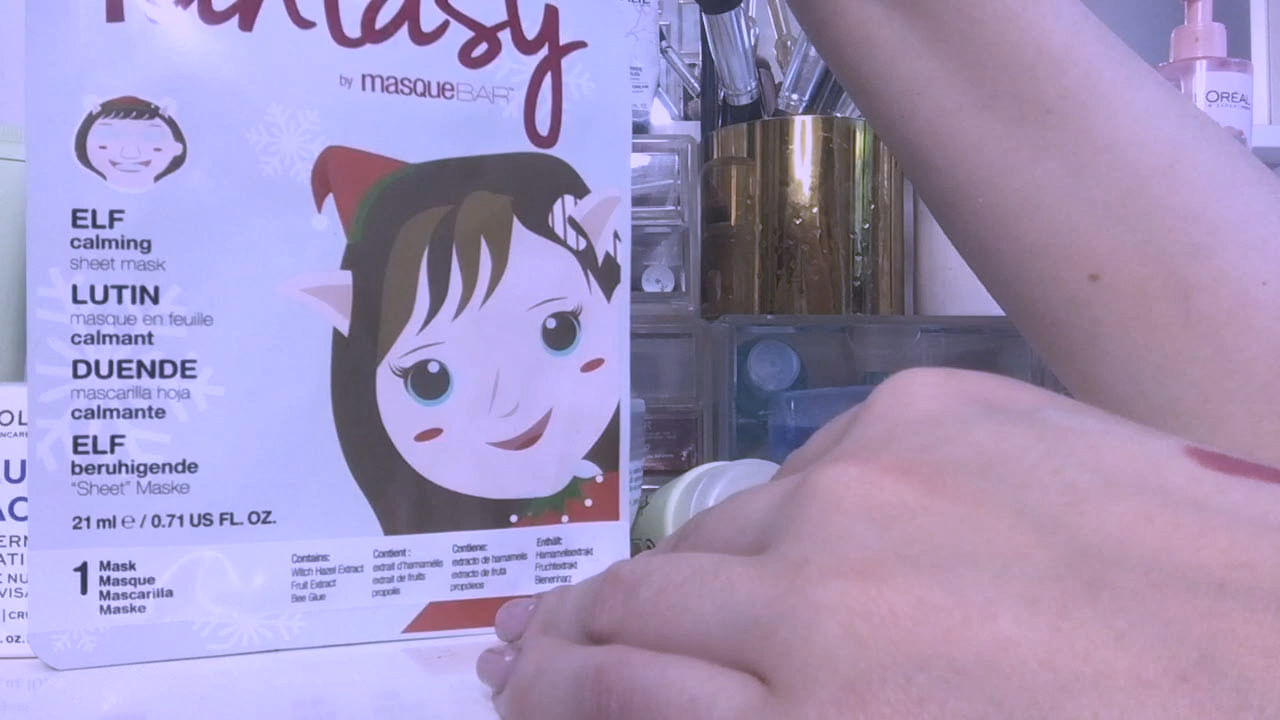 Fantasy
by masqueBAR™
ELF
calming
sheet mask
LUTIN
masque en feuille
calmant
DUENDE
mascarilla hoja
calmante
ELF
beruhigende
"Sheet" Maske
21 ml ℮ / 0.71 US FL. OZ.
1 Mask
Masque
Mascarilla
Maske
Contains:
Witch Hazel Extract
Fruit Extract
Bee Glue
Contient :
extrait d'hamamélis
extrait de fruits
propolis
Contiene:
extracto de hamamelis
extracto de fruta
propóleos
Enthält:
Hamamelisextrakt
Fruchtextrakt
Bienenharz
ORÉAL